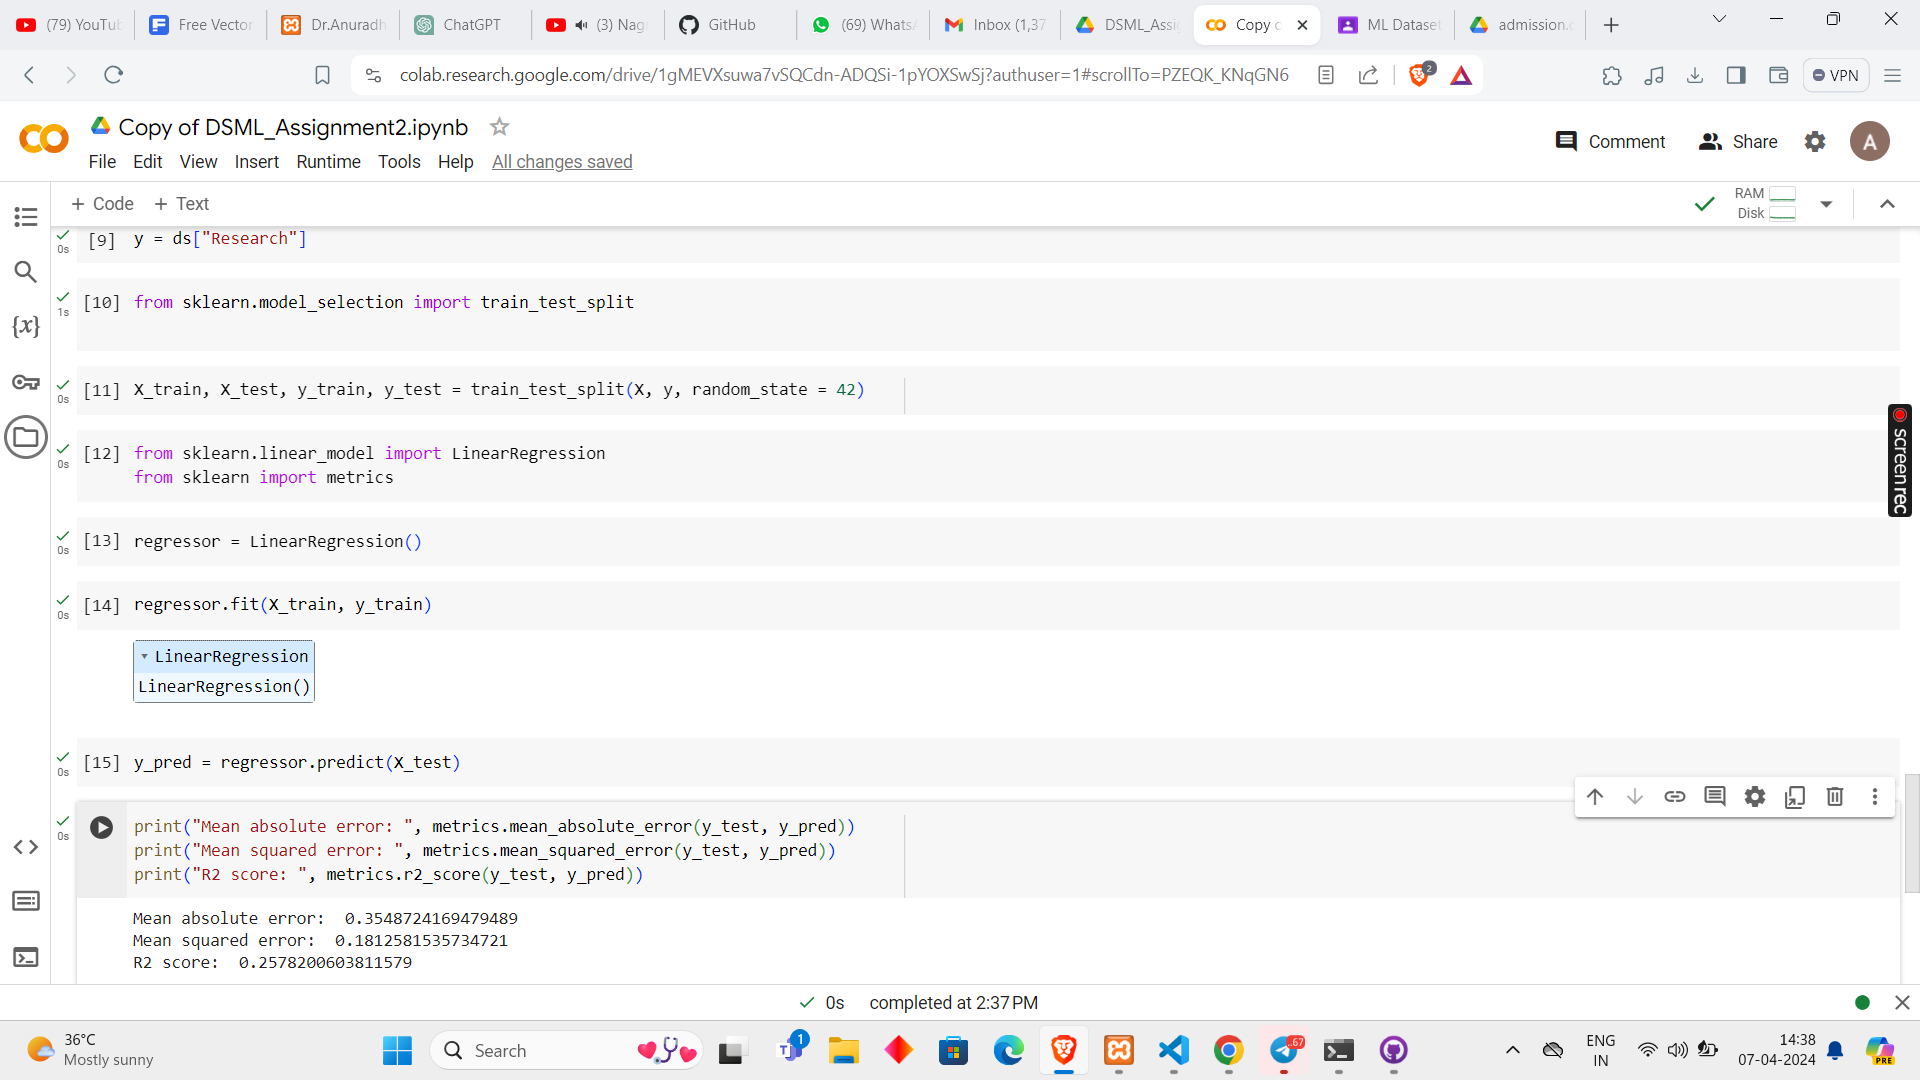 (79) YouTub
Free Vector
Dr.Anuradh
ChatGPT
(3) Nag
GitHub
(69) WhatsA
Inbox (1,37
DSML_Assig
Copy c
ML Dataset
admission.c
colab.research.google.com/drive/1gMEVXsuwa7vSQCdn-ADQSi-1pYOXSwSj?authuser=1#scrollTo=PZEQK_KNqGN6
2
VPN
Copy of DSML_Assignment2.ipynb
File Edit View Insert Runtime Tools Help All changes saved
Comment
Share
A
+ Code + Text
RAM
Disk
0s
[9] y = ds["Research"]
1s
[10] from sklearn.model_selection import train_test_split
{x}
0s
[11] X_train, X_test, y_train, y_test = train_test_split(X, y, random_state = 42)
0s
[12] from sklearn.linear_model import LinearRegression
from sklearn import metrics
screenrec
0s
[13] regressor = LinearRegression()
0s
[14] regressor.fit(X_train, y_train)
LinearRegression
LinearRegression()
0s
[15] y_pred = regressor.predict(X_test)
0s
print("Mean absolute error: ", metrics.mean_absolute_error(y_test, y_pred))
print("Mean squared error: ", metrics.mean_squared_error(y_test, y_pred))
print("R2 score: ", metrics.r2_score(y_test, y_pred))
Mean absolute error:  0.3548724169479489
Mean squared error:  0.1812581535734721
R2 score:  0.2578200603811579
0s completed at 2:37 PM
36°C
Mostly sunny
Search
1
67
ENG
IN
14:38
07-04-2024
PRE